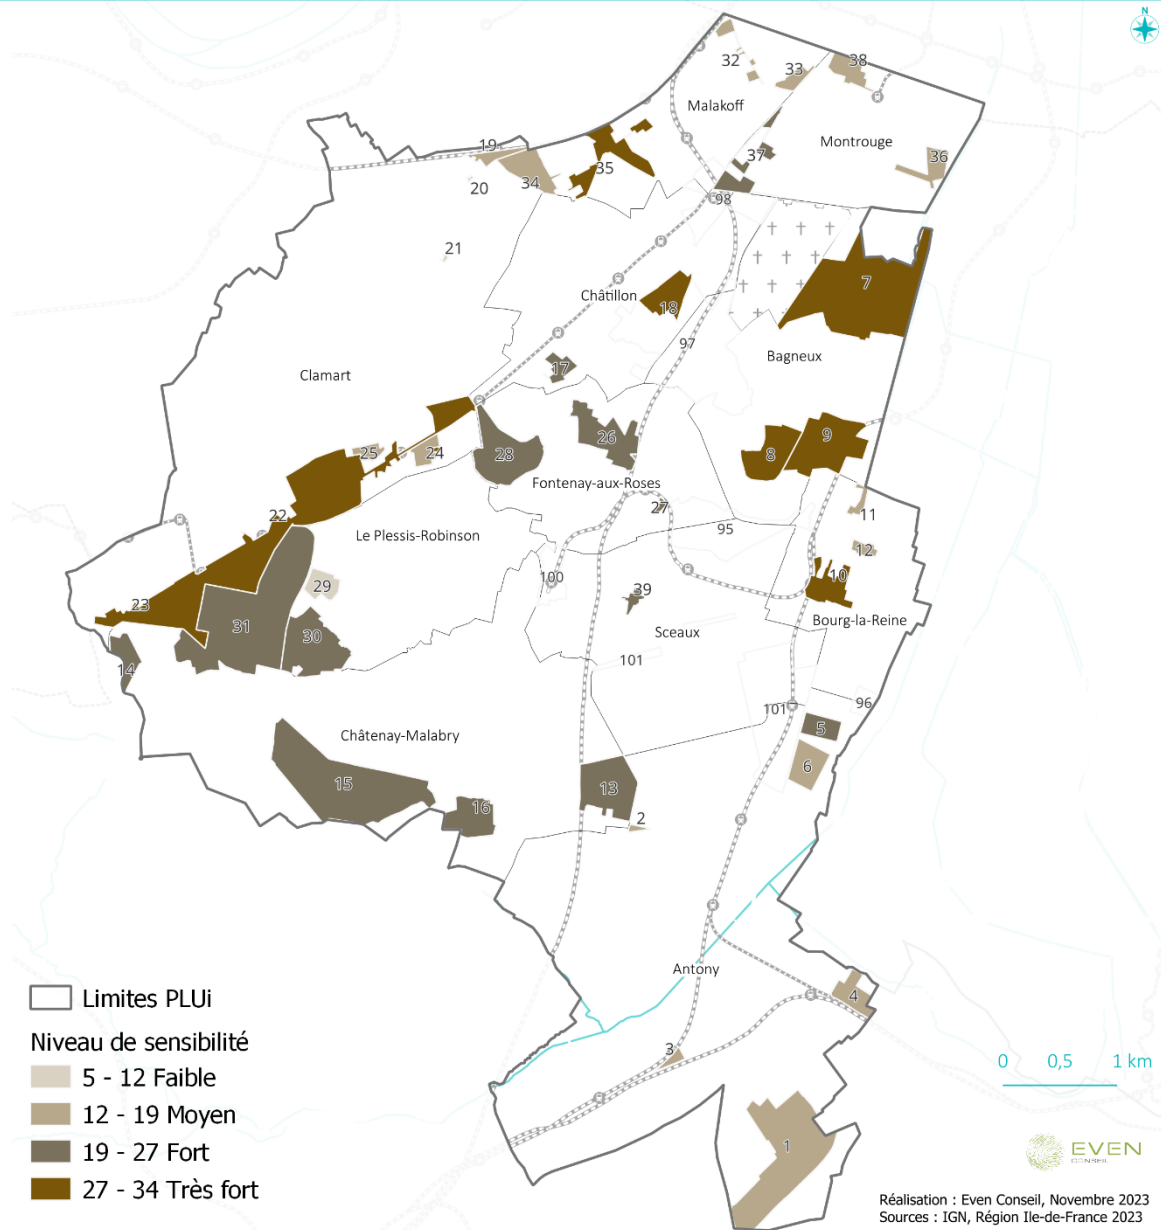 N
32
33
38
Malakoff
Montrouge
19
20
34
35
37
36
98
21
7
Châtillon
18
97
Bagneux
17
Clamart
26
28
25
24
8
9
Fontenay-aux-Roses
27
11
22
Le Plessis-Robinson
95
12
100
29
39
10
23
31
30
Sceaux
Bourg-la-Reine
14
101
101
96
5
Châtenay-Malabry
6
15
16
13
2
Antony
4
3
1
Limites PLUi
Niveau de sensibilité
5 - 12 Faible
12 - 19 Moyen
19 - 27 Fort
27 - 34 Très fort
0 0,5 1 km
EVEN
CONSEIL
Réalisation : Even Conseil, Novembre 2023
Sources : IGN, Région Ile-de-France 2023